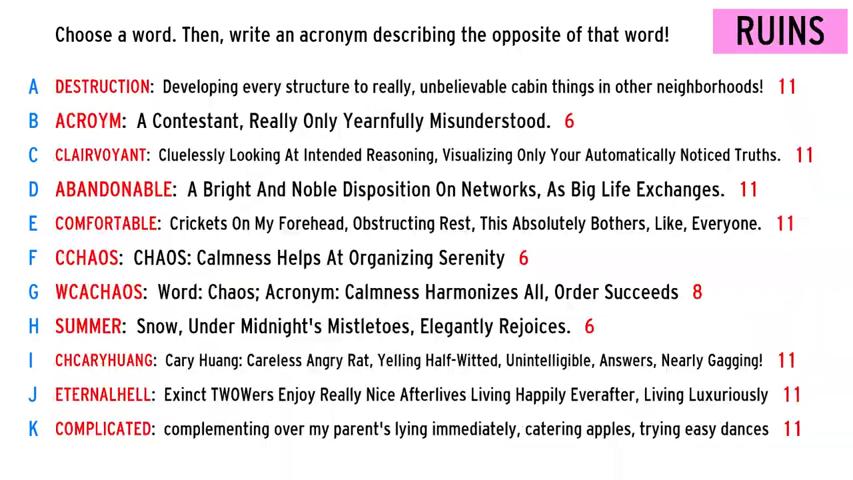 Choose a word. Then, write an acronym describing the opposite of that word! RUINS
A DESTRUCTION: Developing every structure to really, unbelievable cabin things in other neighborhoods! 11
B ACROYM: A Contestant, Really Only Yearnfully Misunderstood. 6
C CLAIRVOYANT: Cluelessly Looking At Intended Reasoning, Visualizing Only Your Automatically Noticed Truths. 11
D ABANDONABLE: A Bright And Noble Disposition On Networks, As Big Life Exchanges. 11
E COMFORTABLE: Crickets On My Forehead, Obstructing Rest, This Absolutely Bothers, Like, Everyone. 11
F CCHAOS: CHAOS: Calmness Helps At Organizing Serenity 6
G WCACHAOS: Word: Chaos; Acronym: Calmness Harmonizes All, Order Succeeds 8
H SUMMER: Snow, Under Midnight's Mistletoes, Elegantly Rejoices. 6
I CHCARYHUANG: Cary Huang: Careless Angry Rat, Yelling Half-Witted, Unintelligible, Answers, Nearly Gagging! 11
J ETERNALHELL: Exinct TWOWers Enjoy Really Nice Afterlives Living Happily Everafter, Living Luxuriously 11
K COMPLICATED: complementing over my parent's lying immediately, catering apples, trying easy dances 11